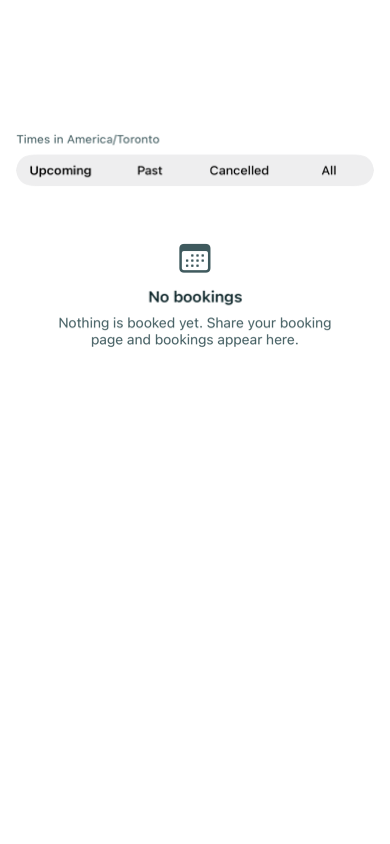 Times in America/Toronto
Upcoming Past Cancelled All
No bookings
Nothing is booked yet. Share your booking
page and bookings appear here.